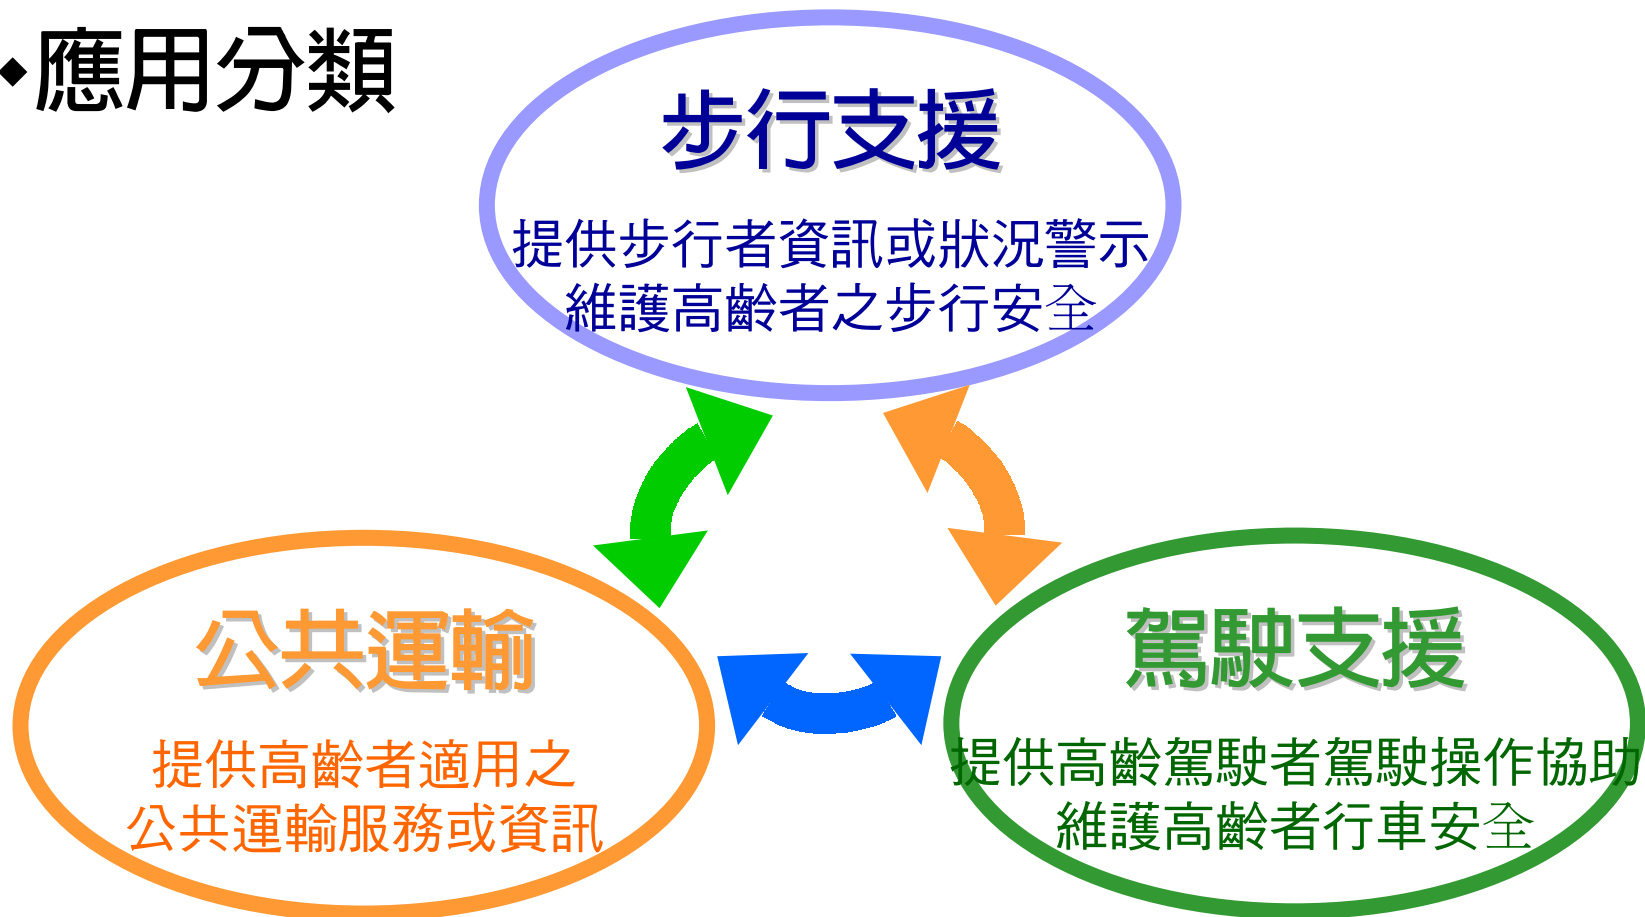 ◆應用分類
步行支援
提供步行者資訊或狀況警示
維護高齡者之步行安全
公共運輸
提供高齡者適用之
公共運輸服務或資訊
駕駛支援
提供高齡駕駛者駕駛操作協助
維護高齡者行車安全